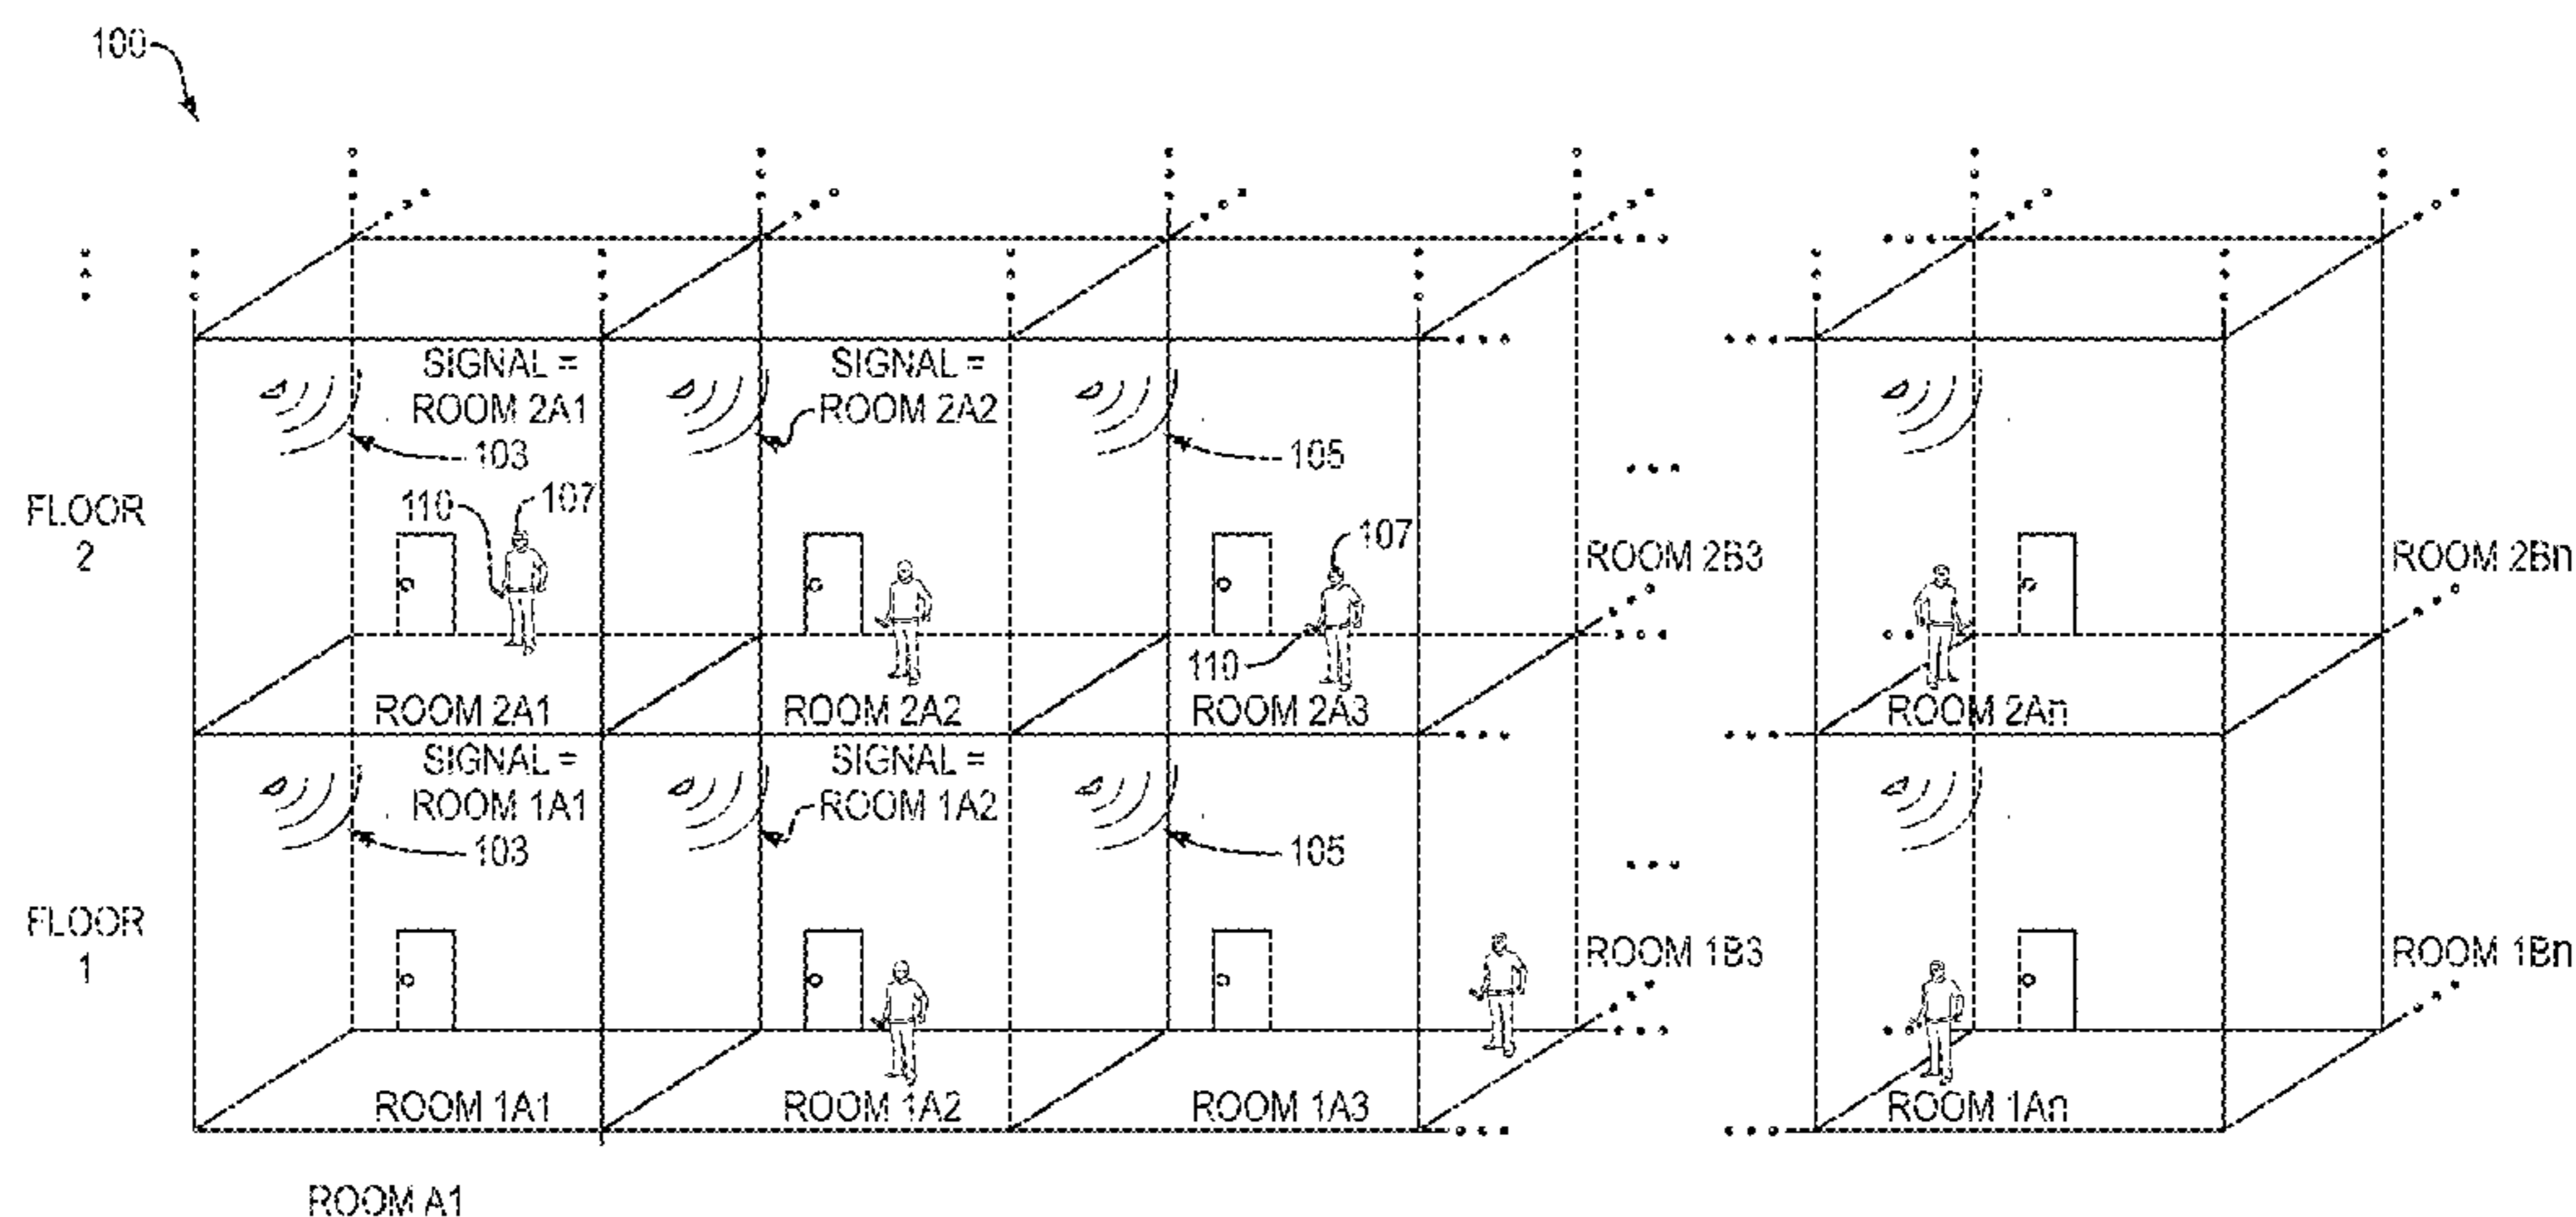 100
SIGNAL =
ROOM 2A1
SIGNAL =
ROOM 2A2
103
105
FLOOR
2
110
107
107
110
ROOM 2B3
ROOM 2Bn
ROOM 2A1
ROOM 2A2
ROOM 2A3
ROOM 2An
SIGNAL =
ROOM 1A1
SIGNAL =
ROOM 1A2
103
105
FLOOR
1
ROOM 1B3
ROOM 1Bn
ROOM 1A1
ROOM 1A2
ROOM 1A3
ROOM 1An
ROOM A1